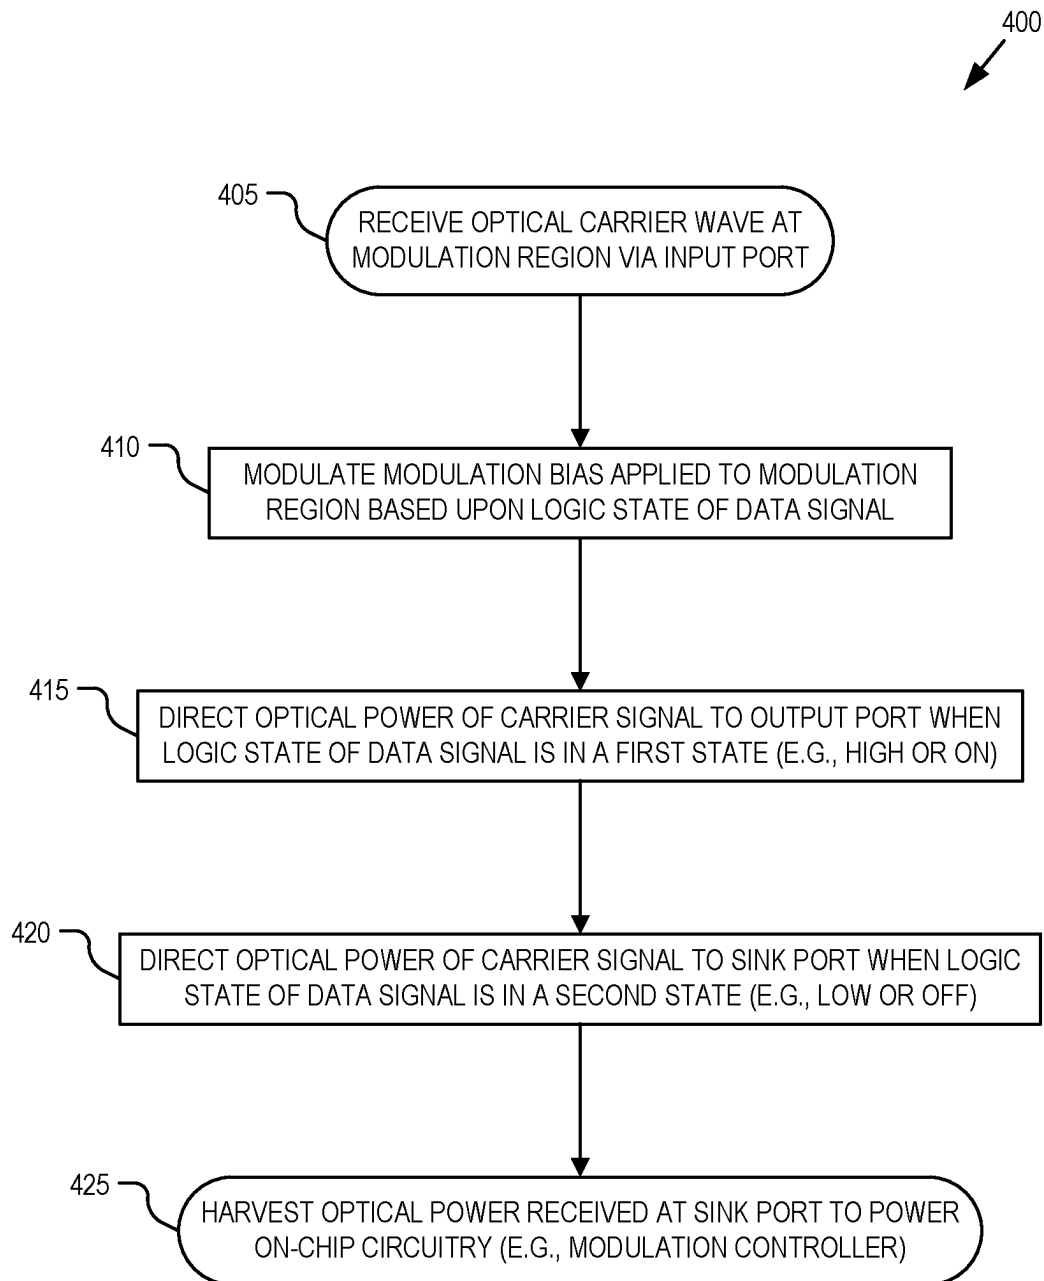 400
405
RECEIVE OPTICAL CARRIER WAVE AT
MODULATION REGION VIA INPUT PORT
410
MODULATE MODULATION BIAS APPLIED TO MODULATION
REGION BASED UPON LOGIC STATE OF DATA SIGNAL
415
DIRECT OPTICAL POWER OF CARRIER SIGNAL TO OUTPUT PORT WHEN
LOGIC STATE OF DATA SIGNAL IS IN A FIRST STATE (E.G., HIGH OR ON)
420
DIRECT OPTICAL POWER OF CARRIER SIGNAL TO SINK PORT WHEN LOGIC
STATE OF DATA SIGNAL IS IN A SECOND STATE (E.G., LOW OR OFF)
425
HARVEST OPTICAL POWER RECEIVED AT SINK PORT TO POWER
ON-CHIP CIRCUITRY (E.G., MODULATION CONTROLLER)